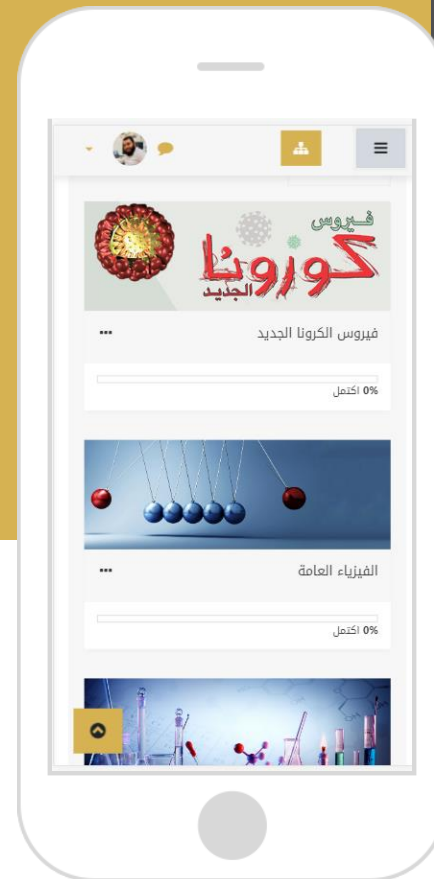 فيروس
كورونا
الجديد
فيروس الكرونا الجديد
0% اكتمل
الفيزياء العامة
0% اكتمل